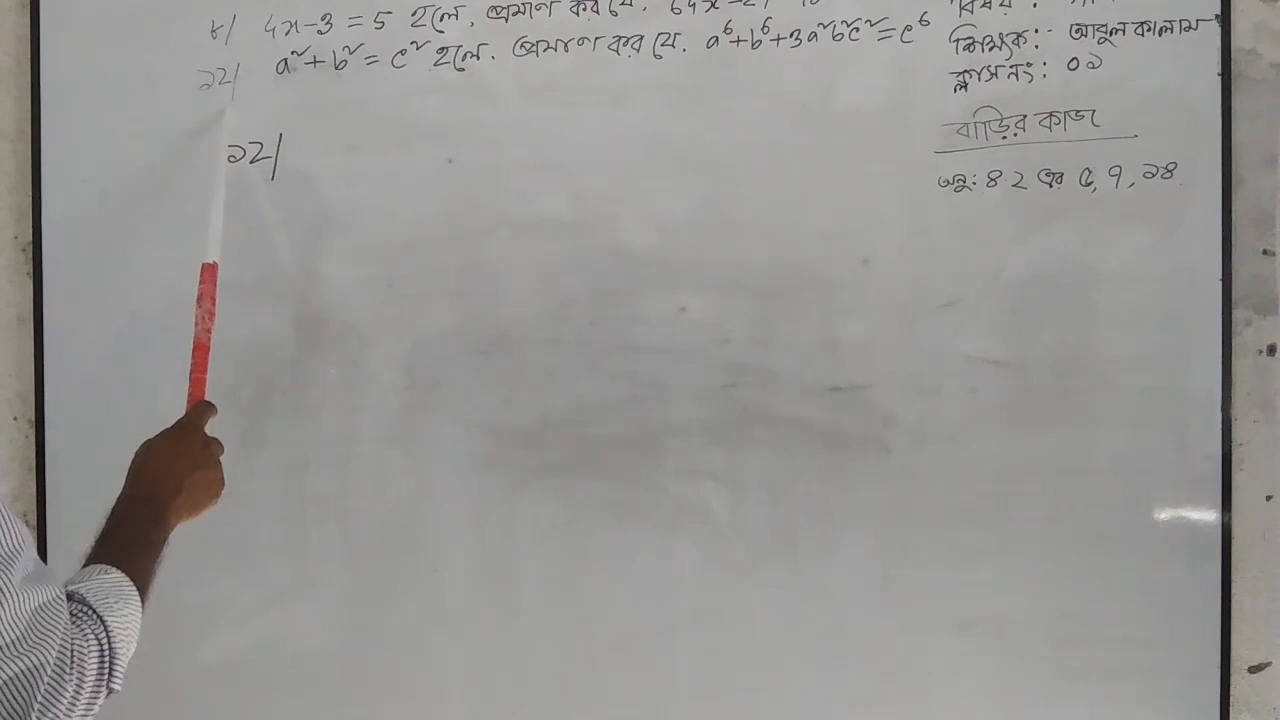 ৮/ 4x-3=5 হলে, প্রমাণ কর যে, 64x
১২/ a²+b²=c² হলে. প্রমাণ কর যে. a⁶+b⁶+3a²b²c²=c⁶
১২/
শিক্ষক:- আবুল কালাম
ক্লাস নং: ০১
বাড়ির কাজ
অনু: ৪.২ এর ৫, ৭, ১৪.